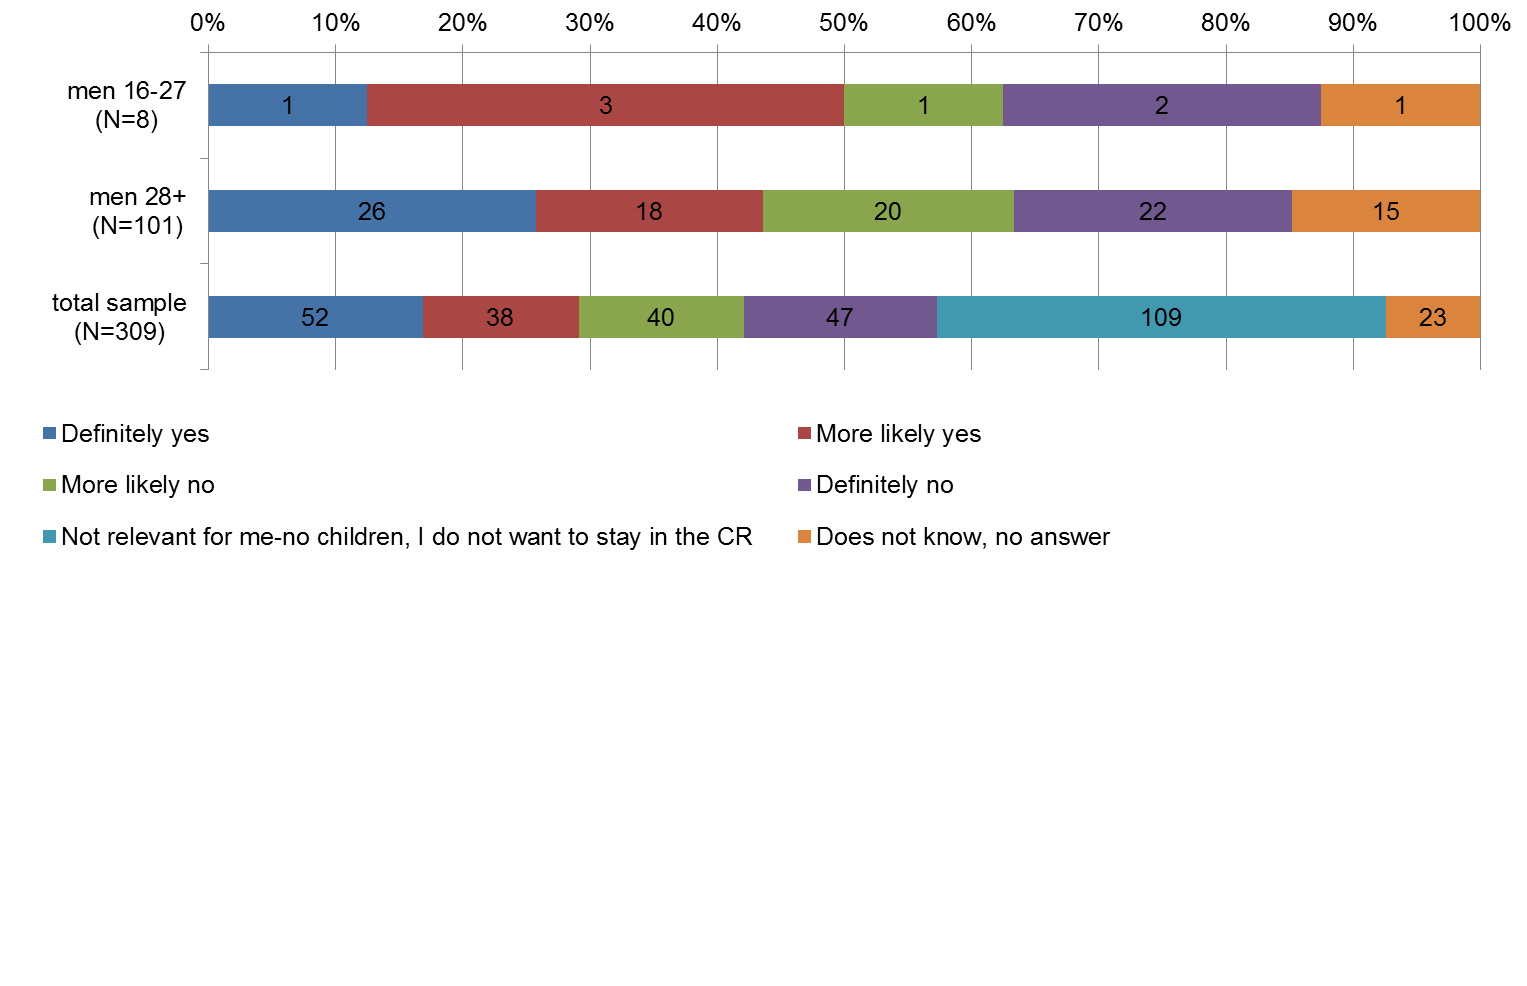 0% 10% 20% 30% 40% 50% 60% 70% 80% 90% 100%
men 16-27
(N=8)
1 3 1 2 1
men 28+
(N=101)
26 18 20 22 15
total sample
(N=309)
52 38 40 47 109 23
Definitely yes
More likely yes
More likely no
Definitely no
Not relevant for me-no children, I do not want to stay in the CR
Does not know, no answer